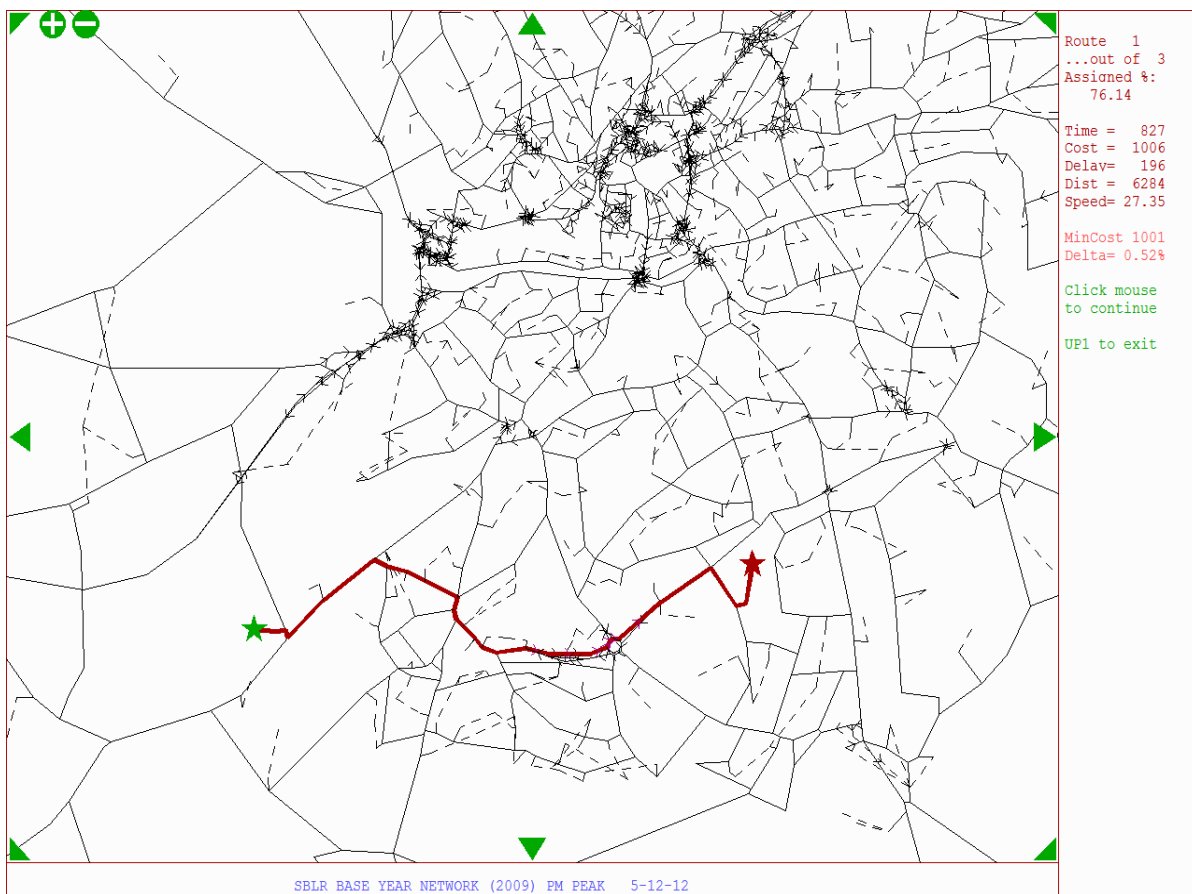 Route 1
...out of 3
Assigned %:
76.14
Time = 827
Cost = 1006
Delay= 196
Dist = 6284
Speed= 27.35
MinCost 1001
Delta= 0.52%
Click mouse
to continue
UP1 to exit
SBLR BASE YEAR NETWORK (2009) PM PEAK 5-12-12